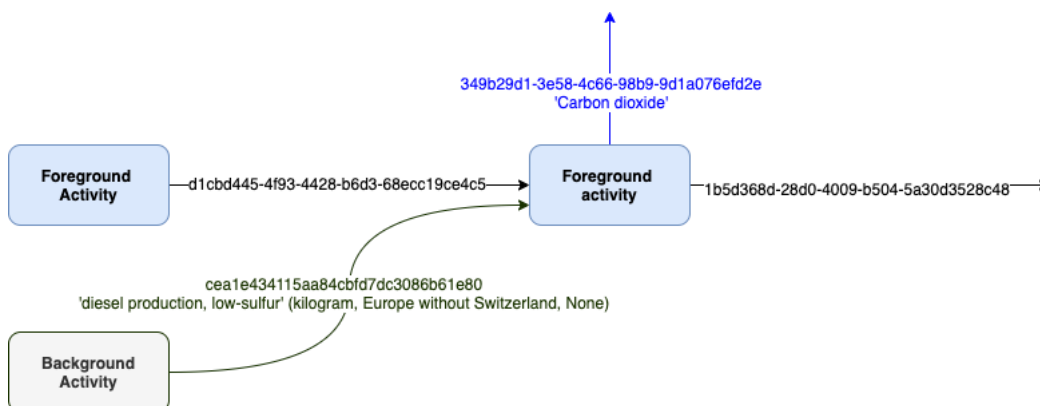 349b29d1-3e58-4c66-98b9-9d1a076efd2e
'Carbon dioxide'
Foreground
Activity
d1cbd445-4f93-4428-b6d3-68ecc19ce4c5
Foreground
activity
1b5d368d-28d0-4009-b504-5a30d3528c48
cea1e434115aa84cbfd7dc3086b61e80
'diesel production, low-sulfur' (kilogram, Europe without Switzerland, None)
Background
Activity